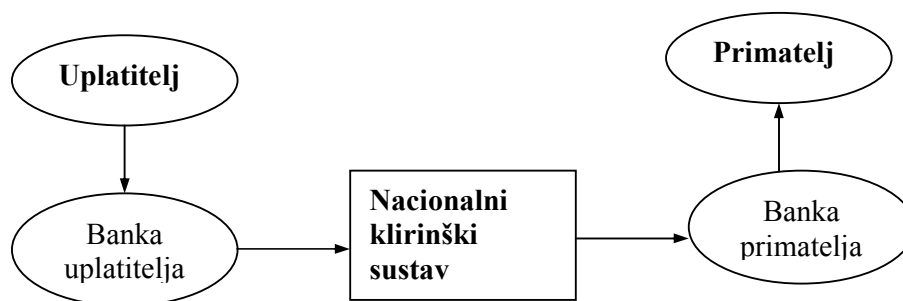 Uplatitelj
Primatelj
Banka
uplatitelja
Nacionalni
klirinški
sustav
Banka
primatelja